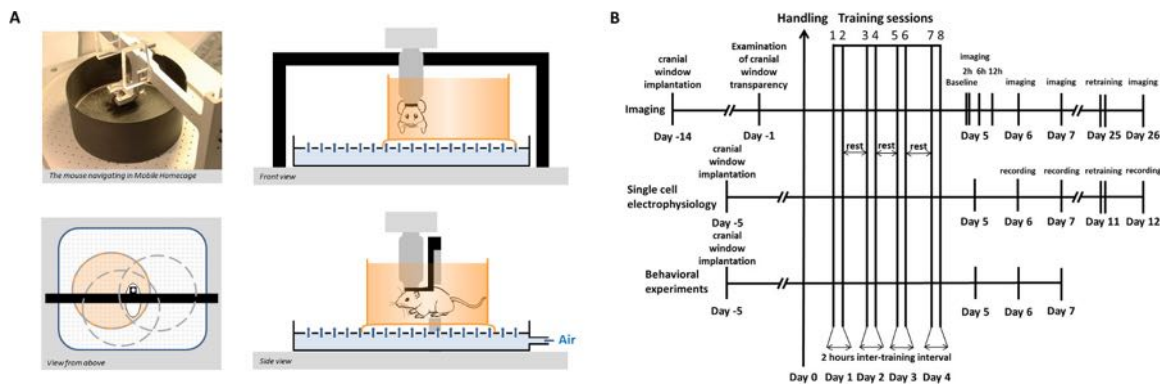 A
The mouse navigating in Mobile Homecage
Front view
View from above
Air
Side view
B
Handling Training sessions
1 2 3 4 5 6 7 8
cranial
window
implantation
Examination
of cranial
window
transparency
imaging
2h 6h 12h
Baseline
imaging imaging retraining imaging
Imaging
Day -14 Day -1 Day 5 Day 6 Day 7 Day 25 Day 26
rest rest rest
cranial window
implantation
recording recording retraining recording
Single cell
electrophysiology
Day -5 Day 5 Day 6 Day 7 Day 11 Day 12
cranial
window
implantation
Behavioral
experiments
Day -5 Day 5 Day 6 Day 7
2 hours inter-training interval
Day 0 Day 1 Day 2 Day 3 Day 4